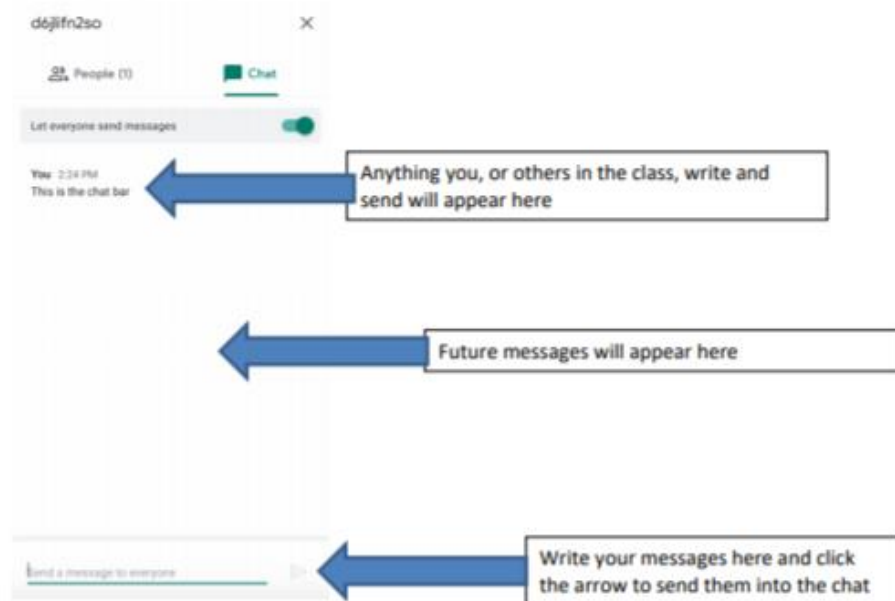 d6jlifn2so
People (1)
Chat
Let everyone send messages
You 2:24 PM
This is the chat bar
Anything you, or others in the class, write and
send will appear here
Future messages will appear here
Send a message to everyone
Write your messages here and click
the arrow to send them into the chat